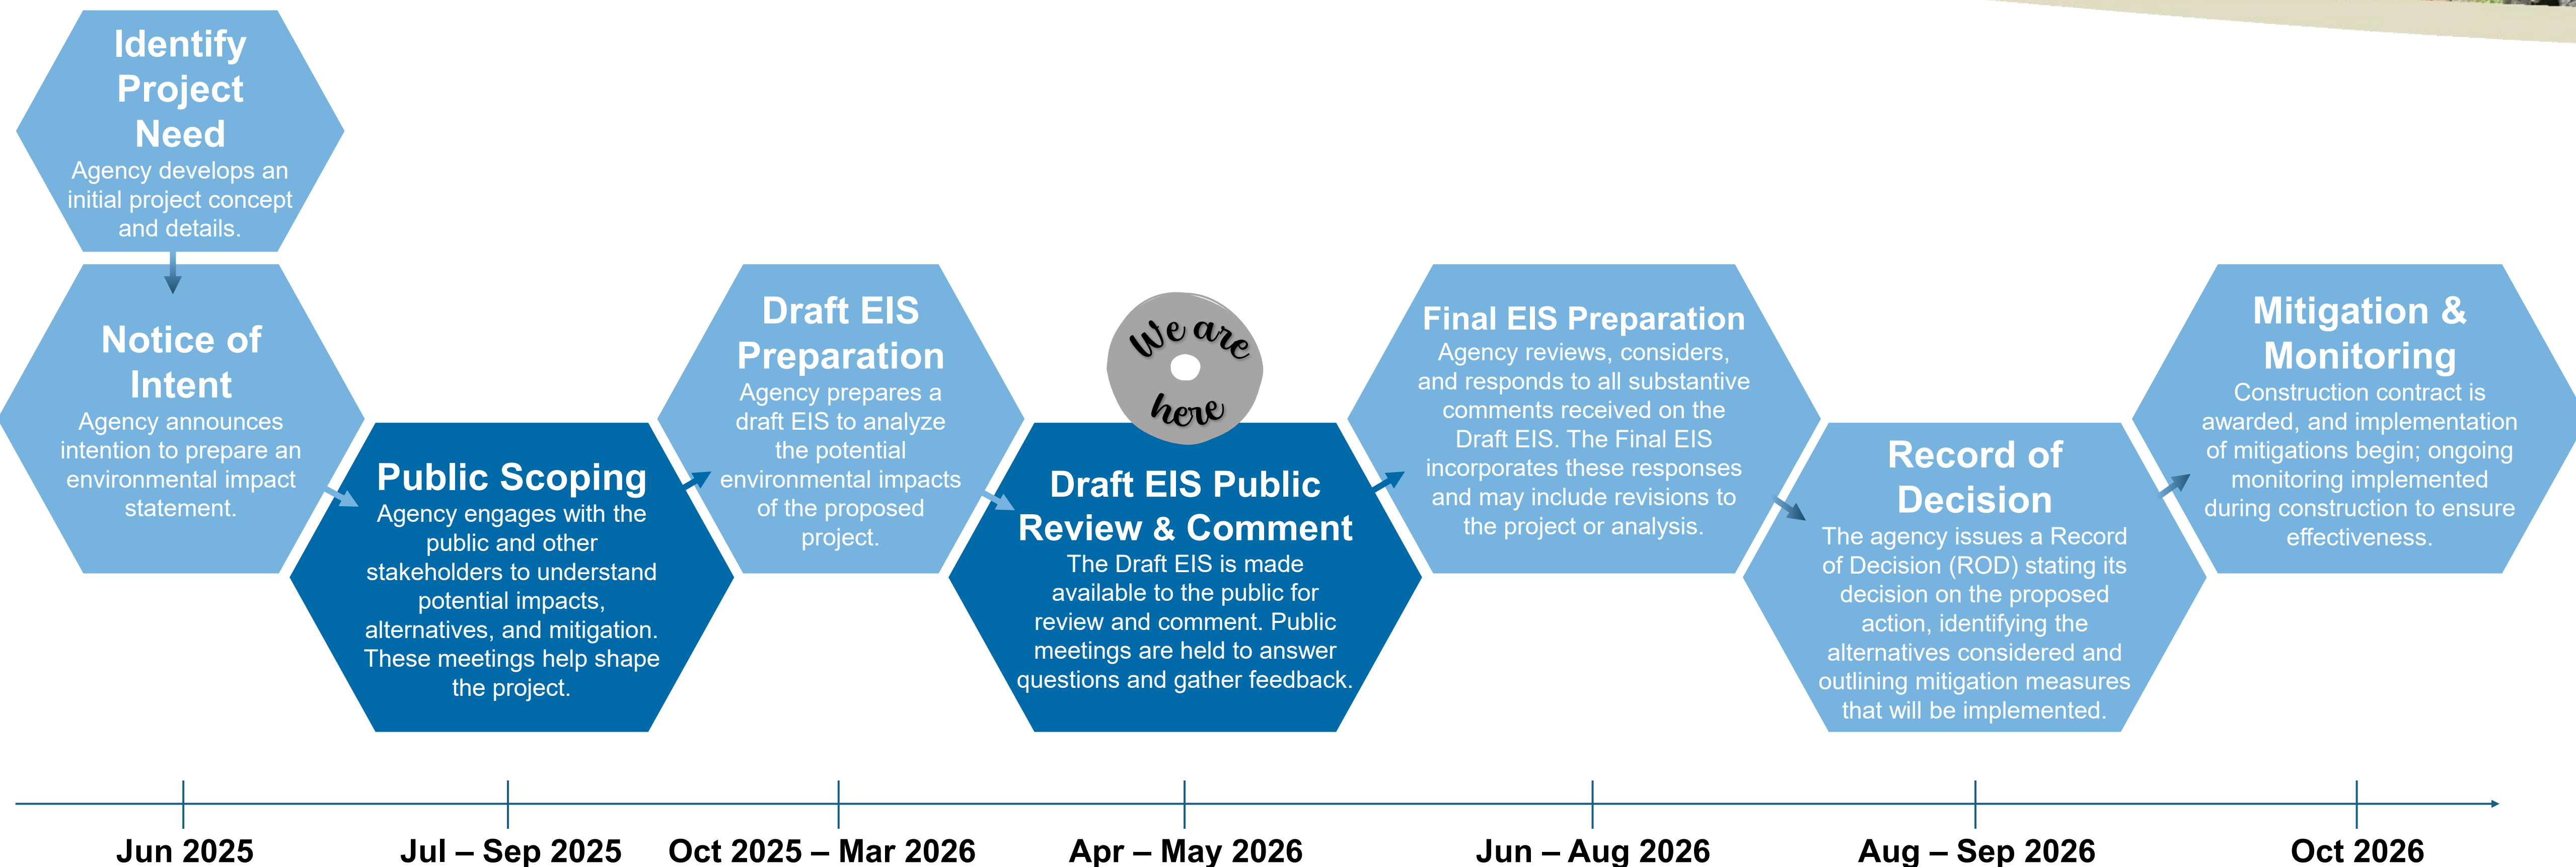 Identify
Project
Need
Agency develops an
initial project concept
and details.
Notice of
Intent
Agency announces
intention to prepare an
environmental impact
statement.
Public Scoping
Agency engages with the
public and other
stakeholders to understand
potential impacts,
alternatives, and mitigation.
These meetings help shape
the project.
Draft EIS
Preparation
Agency prepares a
draft EIS to analyze
the potential
environmental impacts
of the proposed
project.
We are
here
Draft EIS Public
Review & Comment
The Draft EIS is made
available to the public for
review and comment. Public
meetings are held to answer
questions and gather feedback.
Final EIS Preparation
Agency reviews, considers,
and responds to all substantive
comments received on the
Draft EIS. The Final EIS
incorporates these responses
and may include revisions to
the project or analysis.
Record of
Decision
The agency issues a Record
of Decision (ROD) stating its
decision on the proposed
action, identifying the
alternatives considered and
outlining mitigation measures
that will be implemented.
Mitigation &
Monitoring
Construction contract is
awarded, and implementation
of mitigations begin; ongoing
monitoring implemented
during construction to ensure
effectiveness.
Jun 2025
Jul – Sep 2025
Oct 2025 – Mar 2026
Apr – May 2026
Jun – Aug 2026
Aug – Sep 2026
Oct 2026